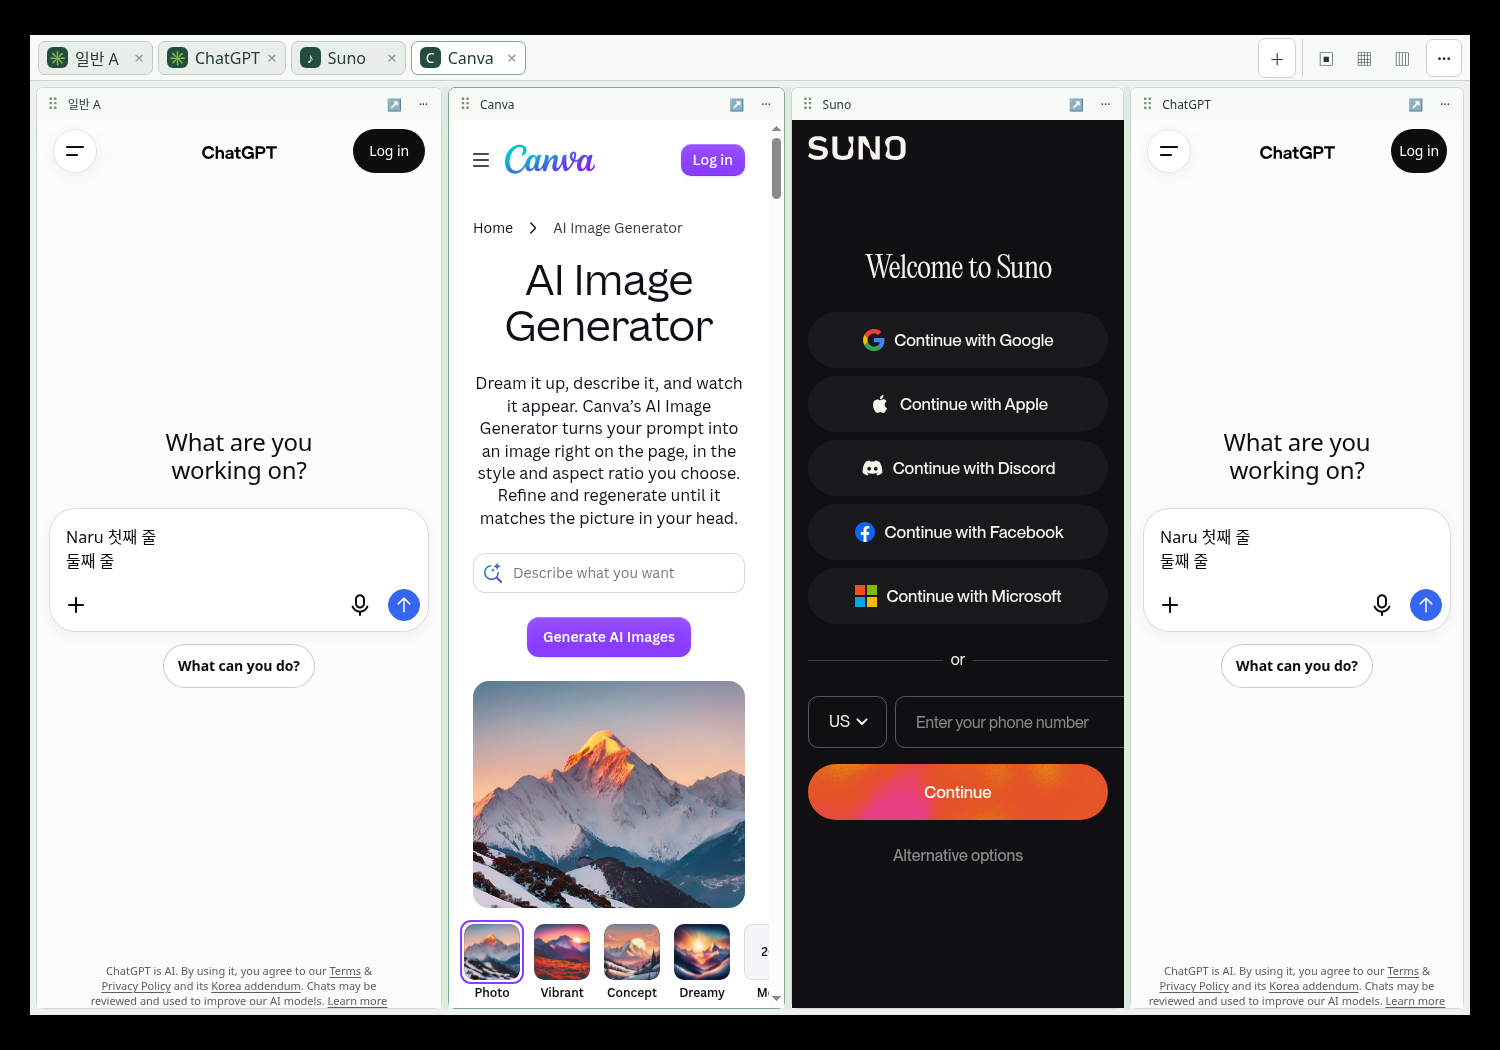 일반 A
ChatGPT
Suno
Canva
일반 A
ChatGPT
Log in
What are you
working on?
Naru 첫째 줄
둘째 줄
What can you do?
ChatGPT is AI. By using it, you agree to our Terms &
Privacy Policy and its Korea addendum. Chats may be
reviewed and used to improve our AI models. Learn more
Canva
Canva
Log in
Home
AI Image Generator
AI Image
Generator
Dream it up, describe it, and watch
it appear. Canva’s AI Image
Generator turns your prompt into
an image right on the page, in the
style and aspect ratio you choose.
Refine and regenerate until it
matches the picture in your head.
Describe what you want
Generate AI Images
Photo
Vibrant
Concept
Dreamy
Suno
SUNO
Welcome to Suno
Continue with Google
Continue with Apple
Continue with Discord
Continue with Facebook
Continue with Microsoft
or
US
Enter your phone number
Continue
Alternative options
ChatGPT
ChatGPT
Log in
What are you
working on?
Naru 첫째 줄
둘째 줄
What can you do?
ChatGPT is AI. By using it, you agree to our Terms &
Privacy Policy and its Korea addendum. Chats may be
reviewed and used to improve our AI models. Learn more